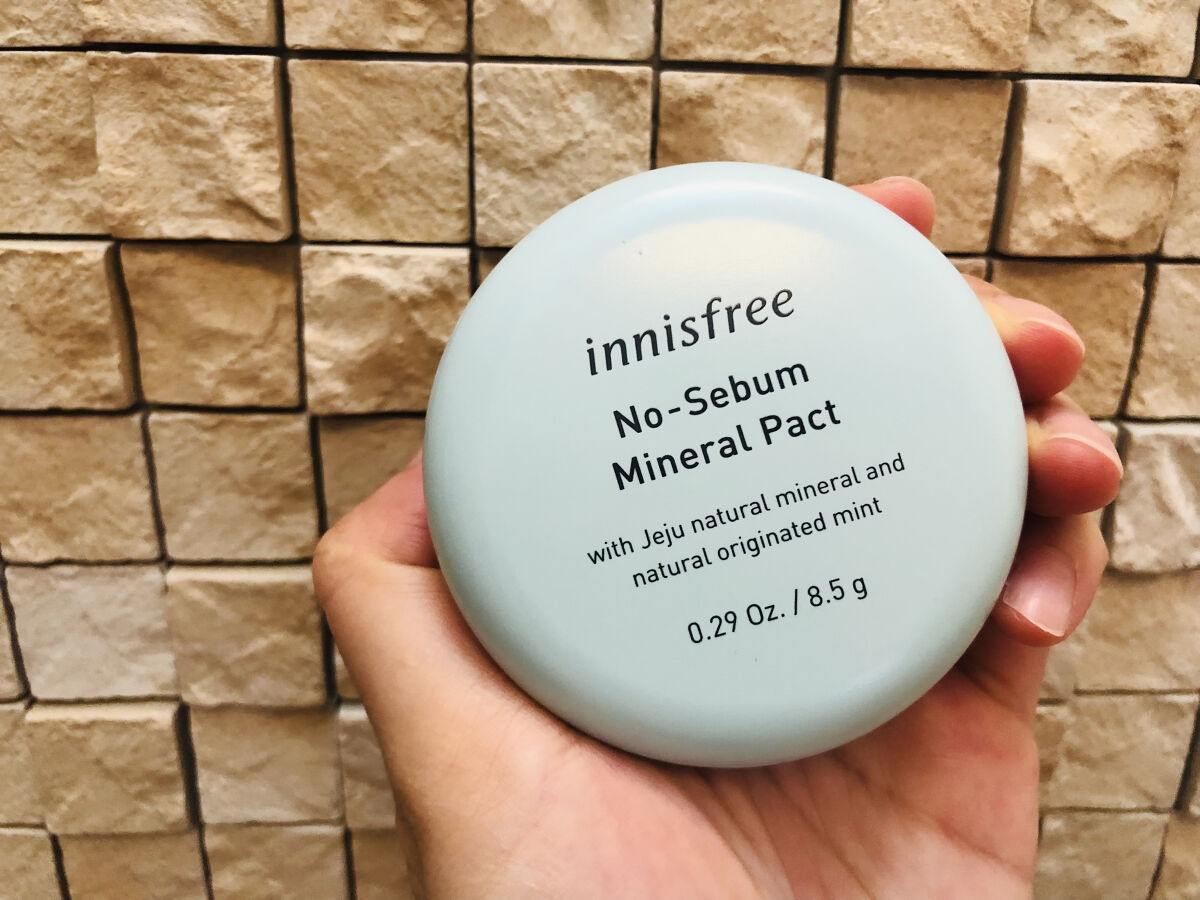 innisfree
No-Sebum
Mineral Pact
with Jeju natural mineral and
natural originated mint
0.29 Oz. / 8.5 g